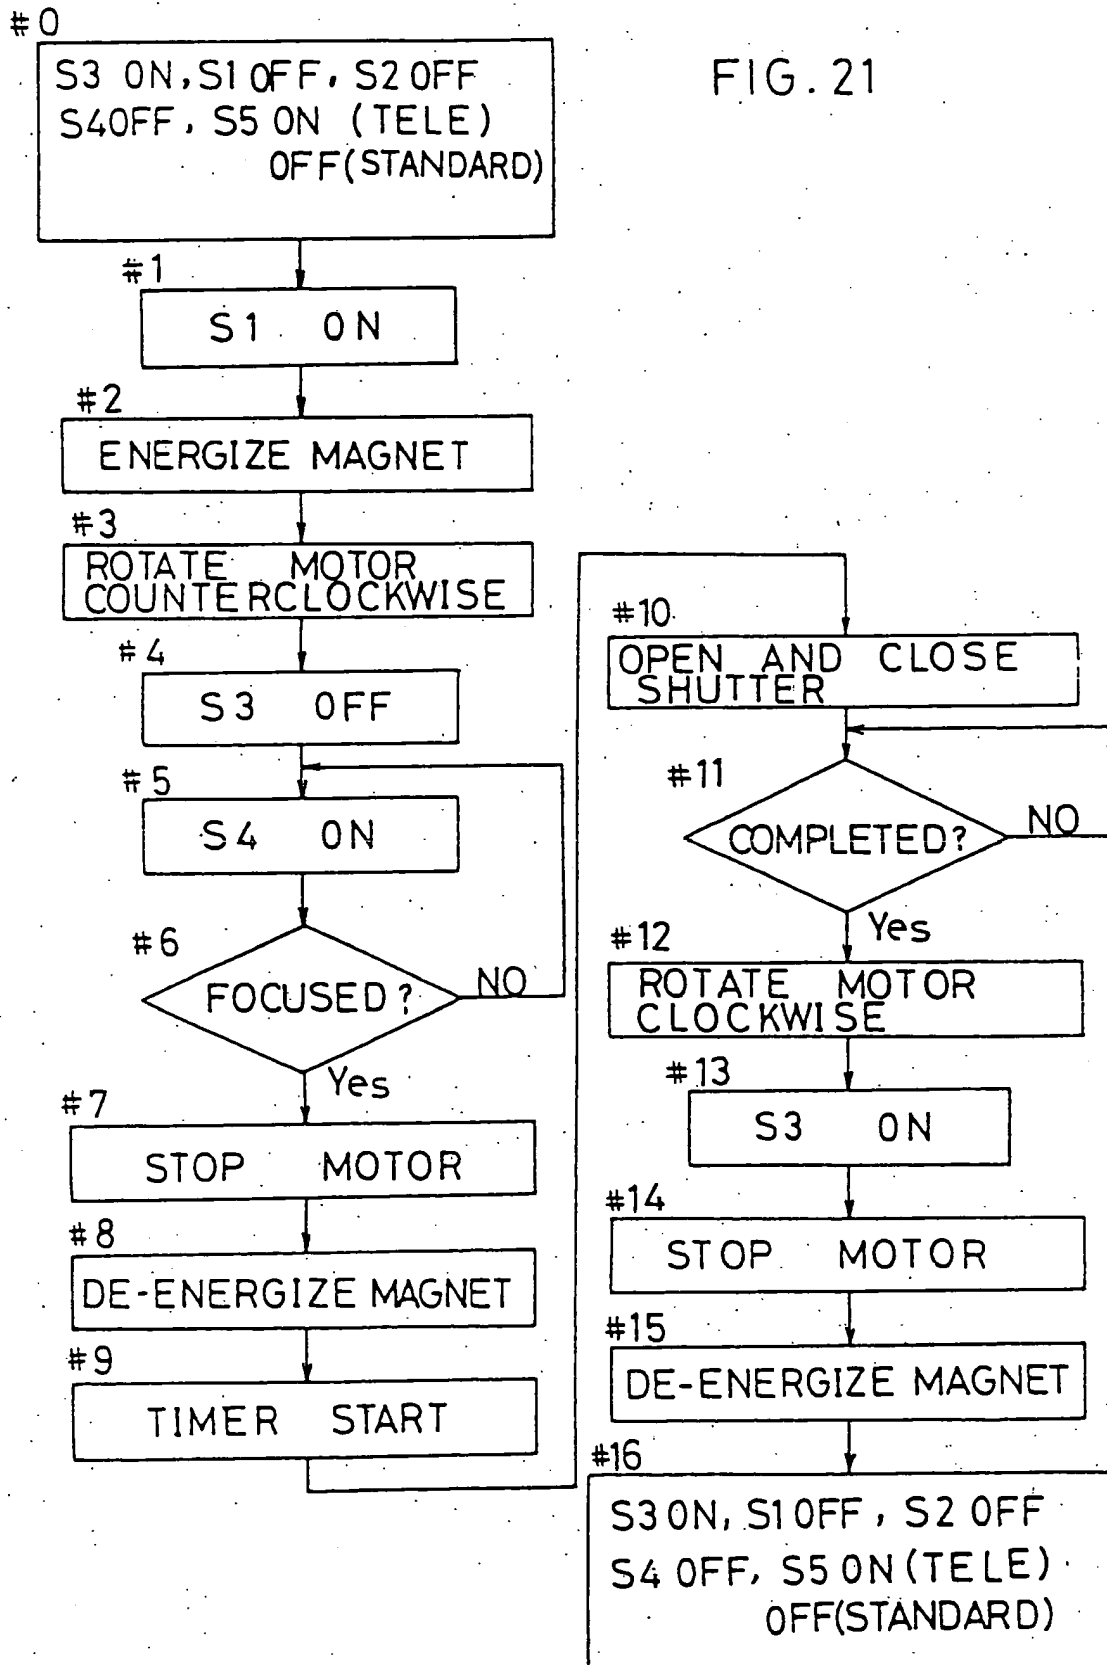 FIG. 21
#0
S3 ON, S1 OFF, S2 OFF
S4 OFF, S5 ON (TELE)
OFF(STANDARD)
#1
S1 ON
#2
ENERGIZE MAGNET
#3
ROTATE MOTOR
COUNTERCLOCKWISE
#4
S3 OFF
#5
S4 ON
#6
FOCUSED?
NO
Yes
#7
STOP MOTOR
#8
DE-ENERGIZE MAGNET
#9
TIMER START
#10
OPEN AND CLOSE
SHUTTER
#11
COMPLETED?
NO
Yes
#12
ROTATE MOTOR
CLOCKWISE
#13
S3 ON
#14
STOP MOTOR
#15
DE-ENERGIZE MAGNET
#16
S3 ON, S1 OFF, S2 OFF
S4 OFF, S5 ON (TELE)
OFF(STANDARD)